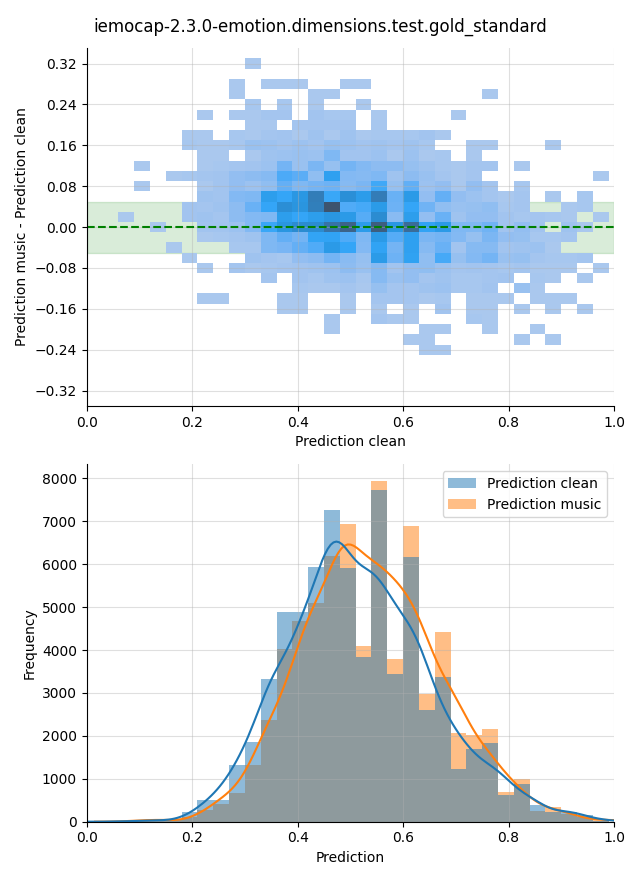 iemocap-2.3.0-emotion.dimensions.test.gold_standard
Prediction music - Prediction clean
0.32
0.24
0.16
0.08
0.00
−0.08
−0.16
−0.24
−0.32
0.0 0.2 0.4 0.6 0.8 1.0
Prediction clean
Frequency
8000
7000
6000
5000
4000
3000
2000
1000
0
Prediction clean
Prediction music
0.0 0.2 0.4 0.6 0.8 1.0
Prediction